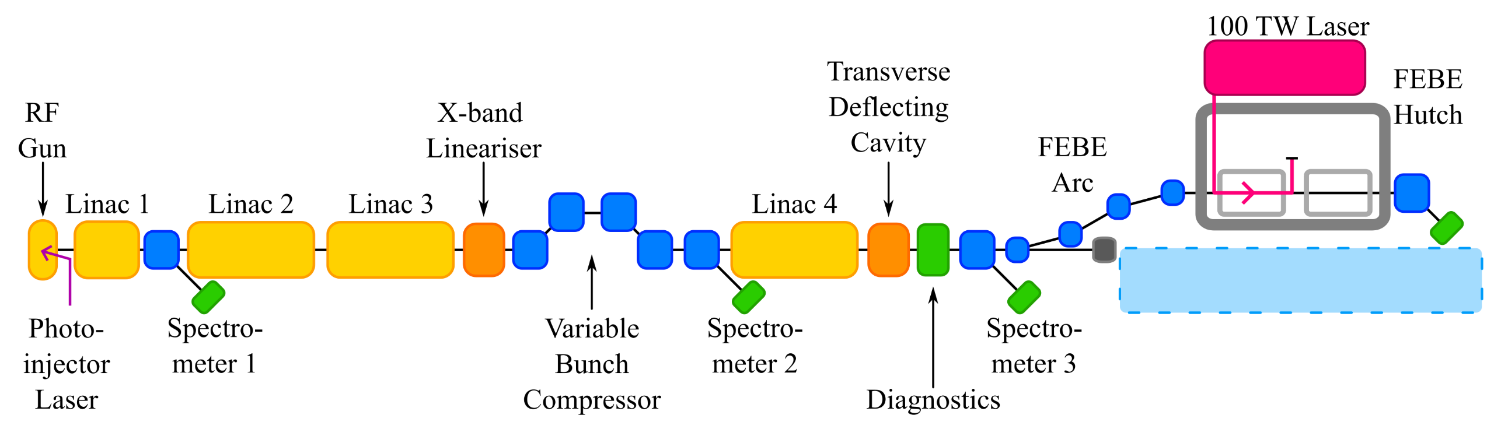 100 TW Laser
Transverse
Deflecting
Cavity
FEBE
Hutch
RF
Gun
X-band
Lineariser
FEBE
Arc
Linac 1
Linac 2
Linac 3
Linac 4
Photo-
injector
Laser
Spectro-
meter 1
Variable
Bunch
Compressor
Spectro-
meter 2
Diagnostics
Spectro-
meter 3